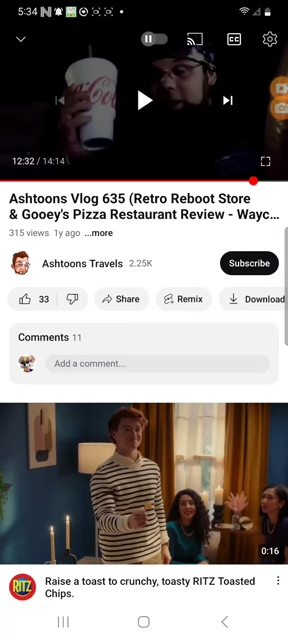 5:34
12:32 / 14:14
Ashtoons Vlog 635 (Retro Reboot Store
& Gooey's Pizza Restaurant Review - Wayc...
315 views 1y ago ...more
Ashtoons Travels 2.25K
Subscribe
33
Share
Remix
Download
Comments 11
Add a comment...
0:16
RITZ
Raise a toast to crunchy, toasty RITZ Toasted
Chips.